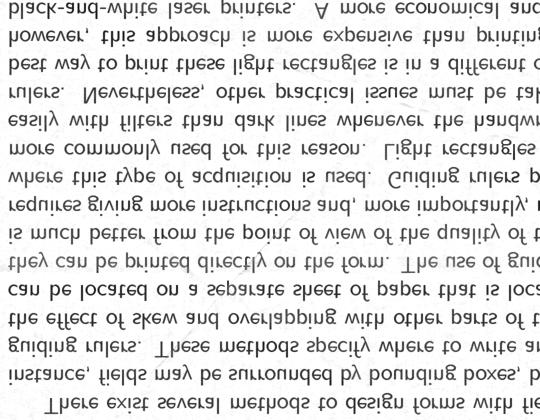 There exist several methods to design forms with fie
instance, fields may be surrounded by bounding boxes, b
guiding rulers. These methods specify where to write an
the effect of skew and overlapping with other parts of t
can be located on a separate sheet of paper that is loca
they can be printed directly on the form. The use of guid
is much better from the point of view of the quality of t
requires giving more instructions and, more importantly,
where this type of acquisition is used. Guiding rulers p
more commonly used for this reason. Light rectangles
easily with filters than dark lines whenever the handwr
rulers. Nevertheless, other practical issues must be tak
best way to print these light rectangles is in a different c
however, this approach is more expensive than printing
black-and-white laser printers. A more economical and